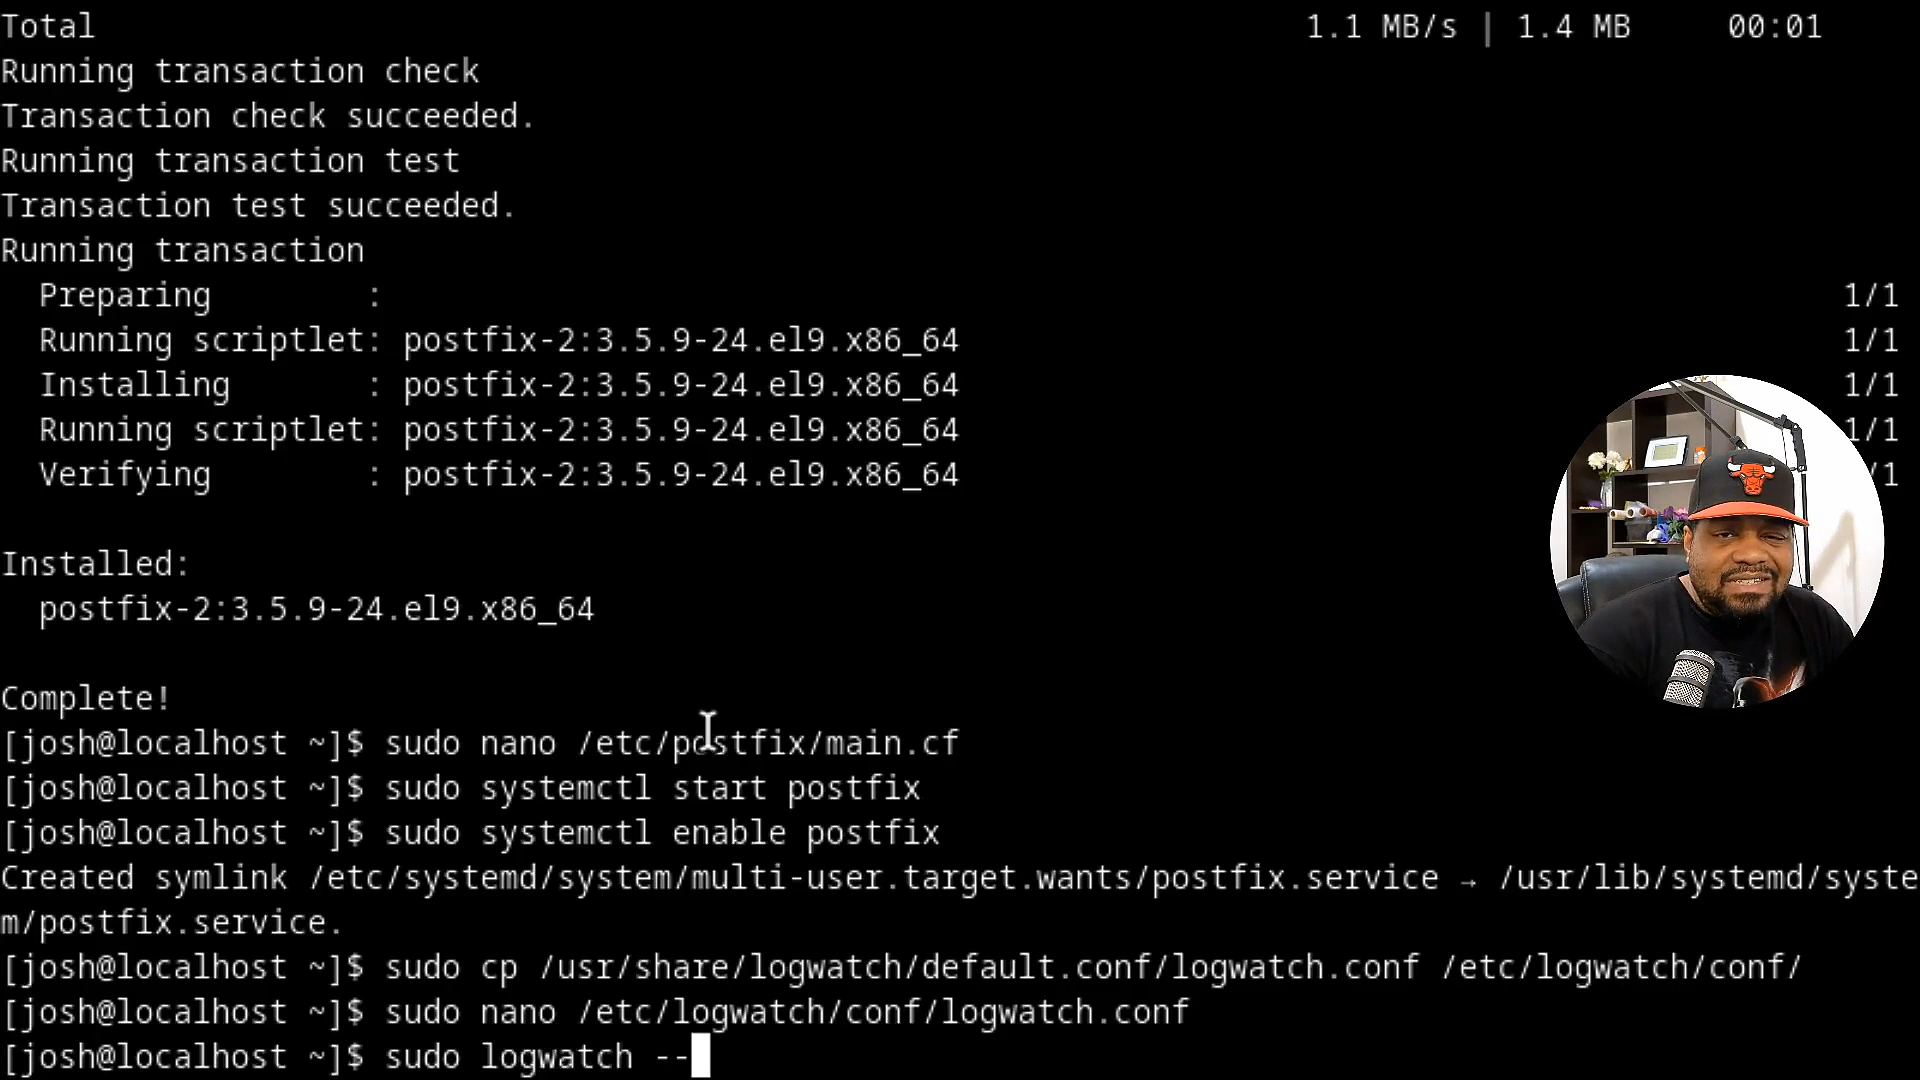 Total 1.1 MB/s | 1.4 MB 00:01
Running transaction check
Transaction check succeeded.
Running transaction test
Transaction test succeeded.
Running transaction
Preparing : 1/1
Running scriptlet: postfix-2:3.5.9-24.el9.x86_64 1/1
Installing : postfix-2:3.5.9-24.el9.x86_64 1/1
Running scriptlet: postfix-2:3.5.9-24.el9.x86_64 1/1
Verifying : postfix-2:3.5.9-24.el9.x86_64 /1
Installed:
postfix-2:3.5.9-24.el9.x86_64
Complete!
[josh@localhost ~]$ sudo nano /etc/postfix/main.cf
[josh@localhost ~]$ sudo systemctl start postfix
[josh@localhost ~]$ sudo systemctl enable postfix
Created symlink /etc/systemd/system/multi-user.target.wants/postfix.service → /usr/lib/systemd/syste
m/postfix.service.
[josh@localhost ~]$ sudo cp /usr/share/logwatch/default.conf/logwatch.conf /etc/logwatch/conf/
[josh@localhost ~]$ sudo nano /etc/logwatch/conf/logwatch.conf
[josh@localhost ~]$ sudo logwatch --